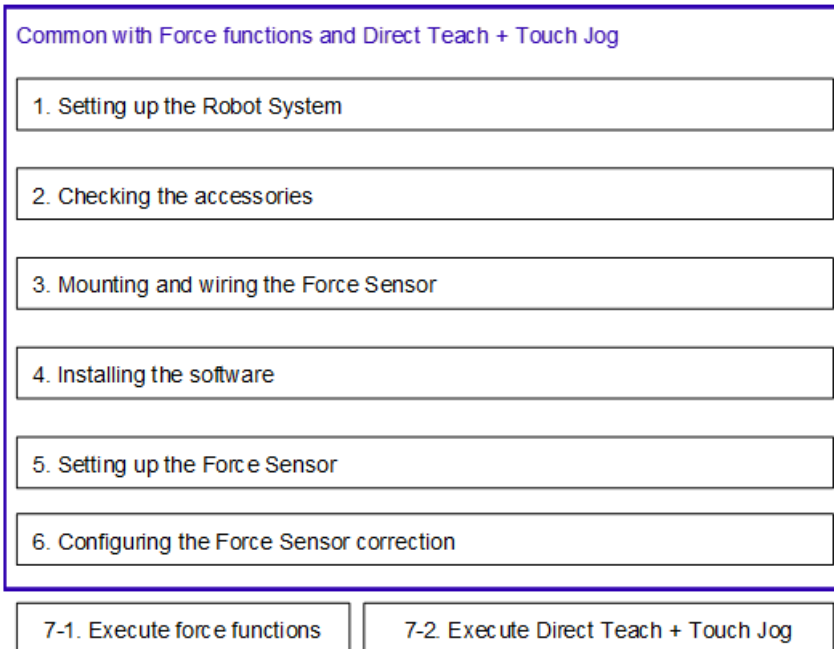 Common with Force functions and Direct Teach + Touch Jog
1. Setting up the Robot System
2. Checking the accessories
3. Mounting and wiring the Force Sensor
4. Installing the software
5. Setting up the Force Sensor
6. Configuring the Force Sensor correction
7-1. Execute force functions
7-2. Execute Direct Teach + Touch Jog